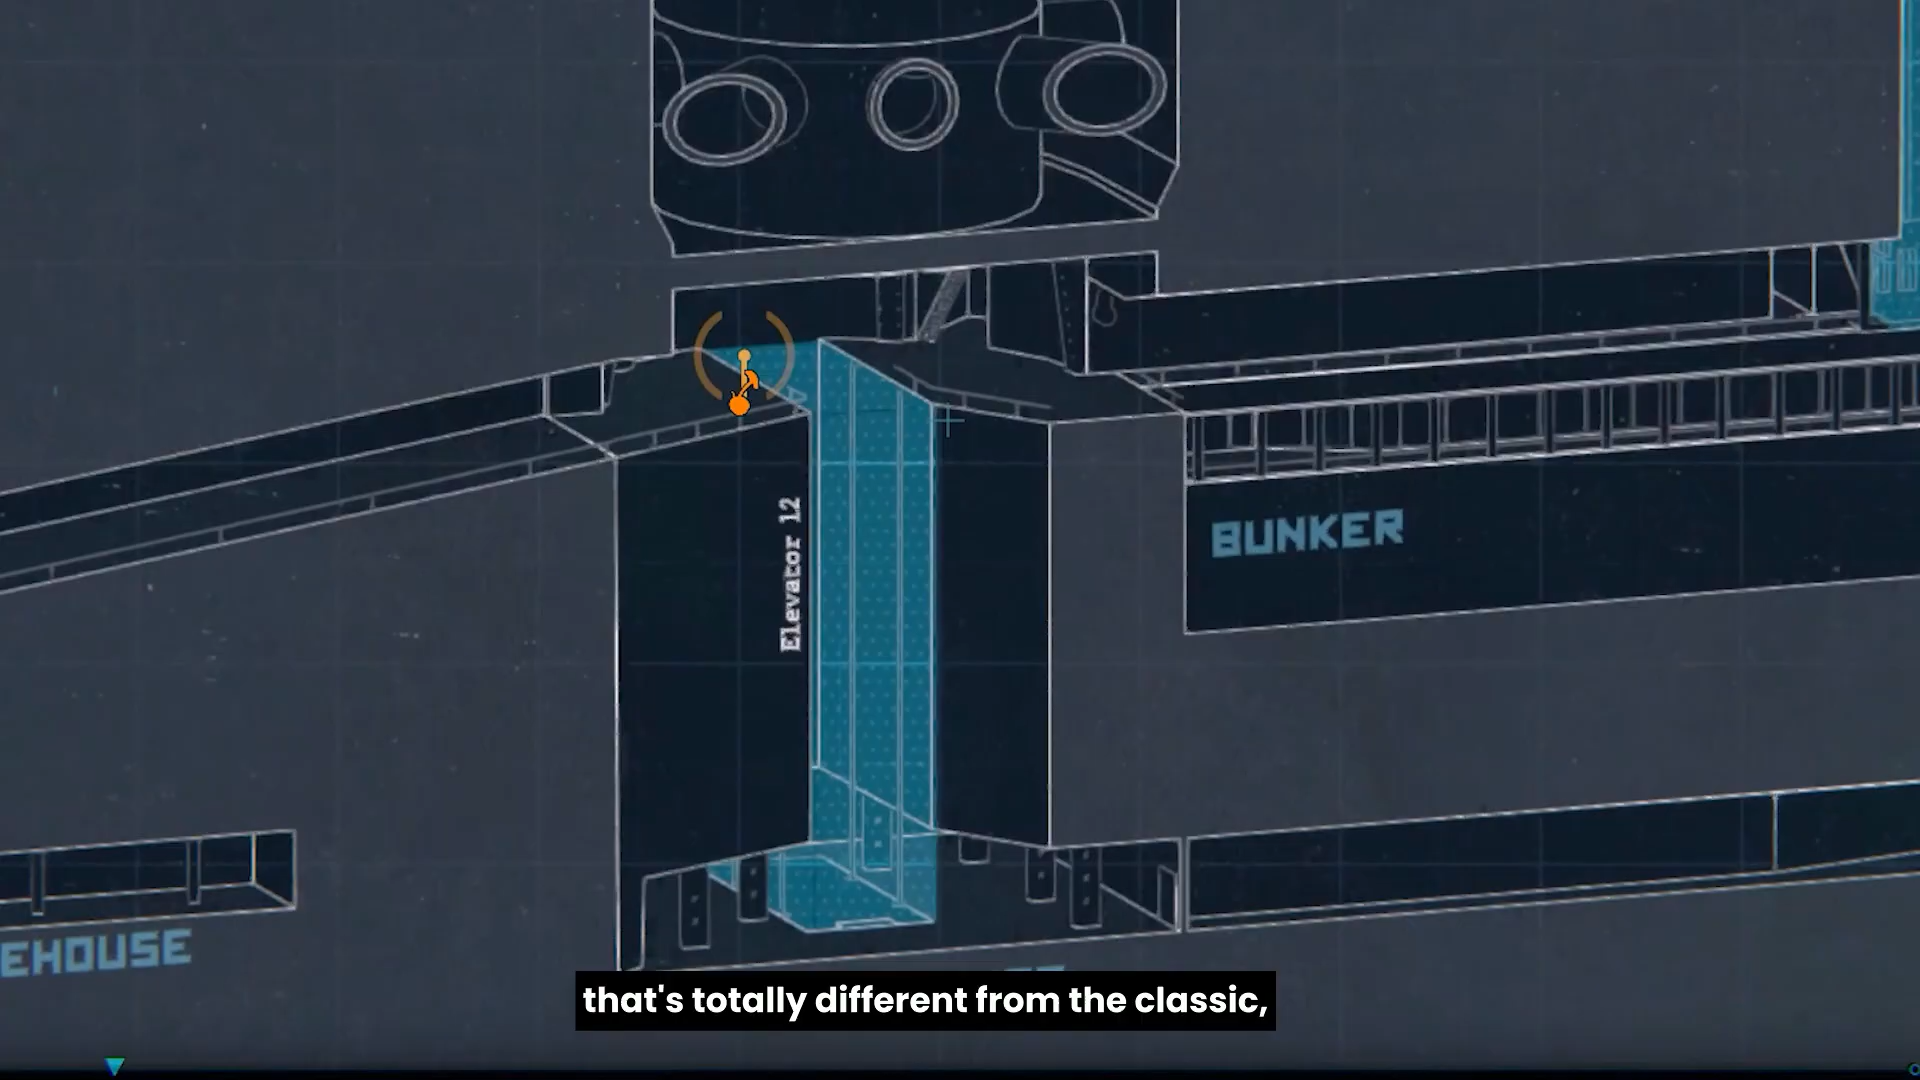 Elevator 12
BUNKER
EHOUSE
that's totally different from the classic,